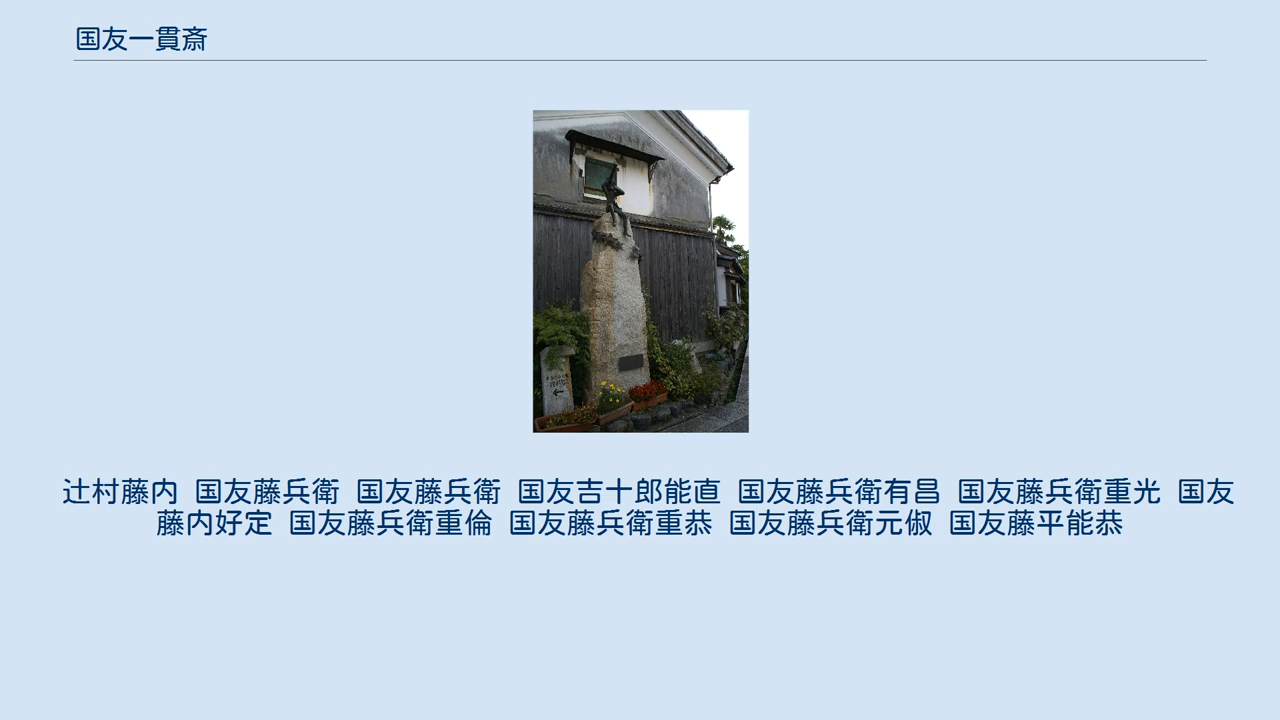 国友一貫斎
辻村藤内 国友藤兵衛 国友藤兵衛 国友吉十郎能直 国友藤兵衛有昌 国友藤兵衛重光 国友
藤内好定 国友藤兵衛重倫 国友藤兵衛重恭 国友藤兵衛元俶 国友藤平能恭